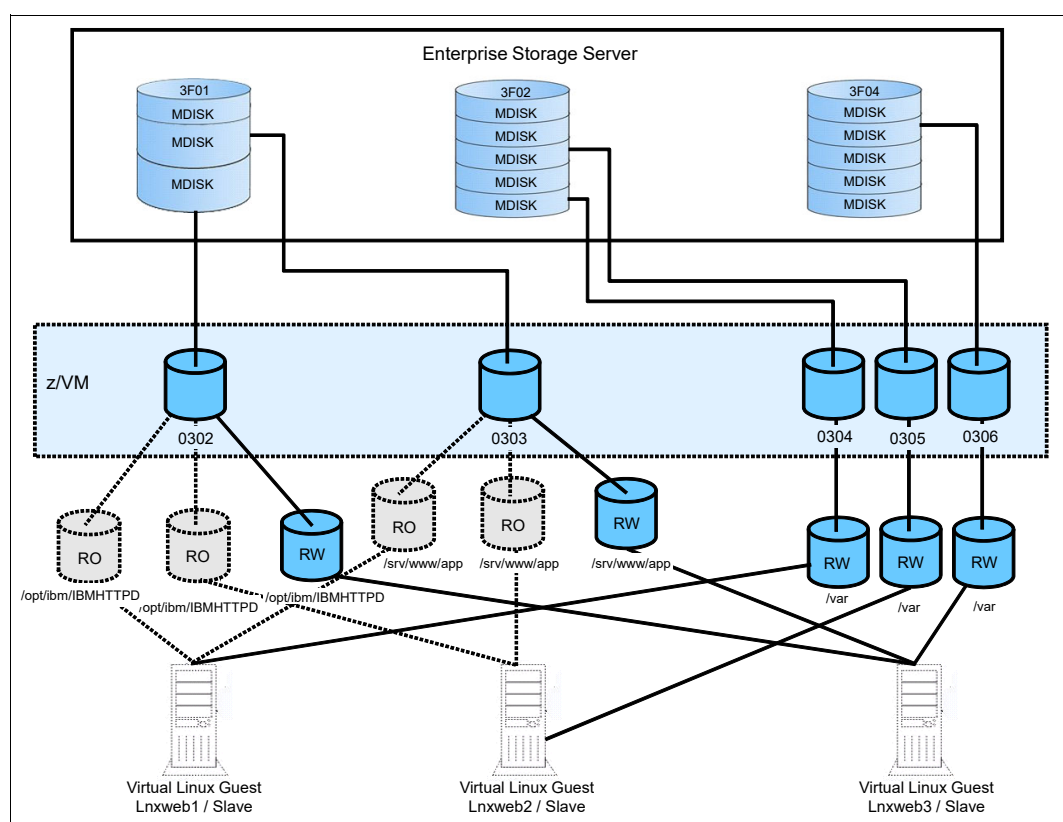 Enterprise Storage Server
3F01
MDISK
MDISK
MDISK
3F02
MDISK
MDISK
MDISK
MDISK
MDISK
3F04
MDISK
MDISK
MDISK
MDISK
MDISK
z/VM
0302
0303
0304
0305
0306
RO
RO
RW
RO
RO
RW
RW
RW
RW
/opt/ibm/IBMHTTPD
/opt/ibm/IBMHTTPD
/opt/ibm/IBMHTTPD
/srv/www/app
/srv/www/app
/srv/www/app
/var
/var
/var
Virtual Linux Guest
Lnxweb1 / Slave
Virtual Linux Guest
Lnxweb2 / Slave
Virtual Linux Guest
Lnxweb3 / Slave